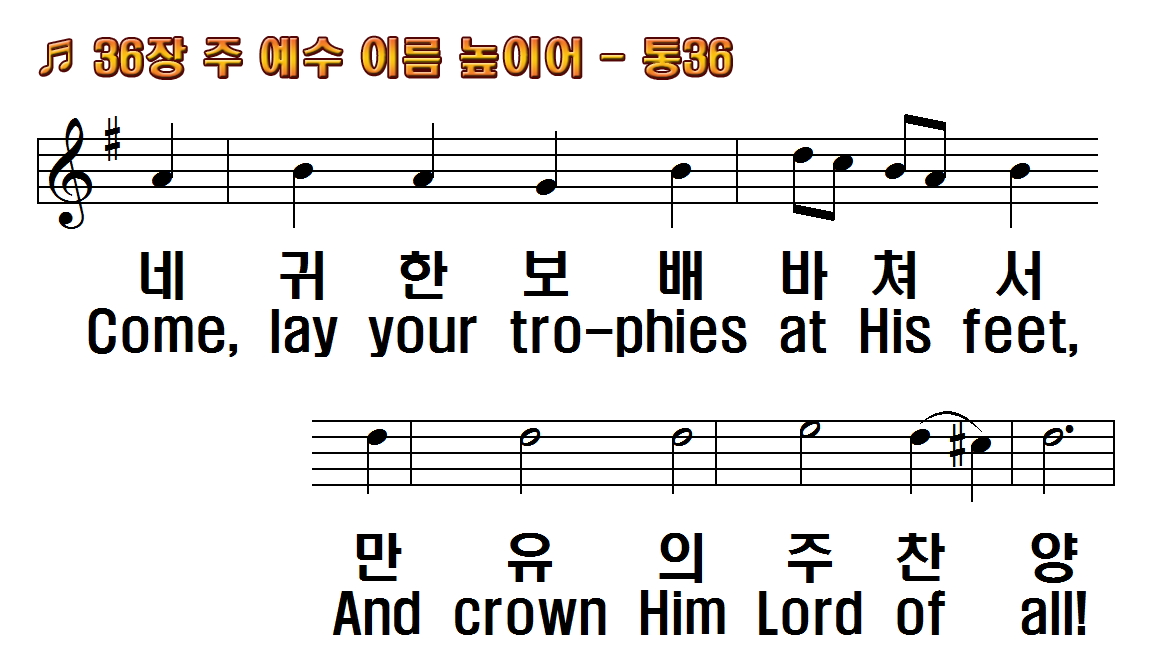 ♬ 36장 주 예수 이름 높이어 - 통36
네 귀 한 보 배 바 쳐 서
Come, lay your tro-phies at His feet,
만 유 의 주 찬 양
And crown Him Lord of all!